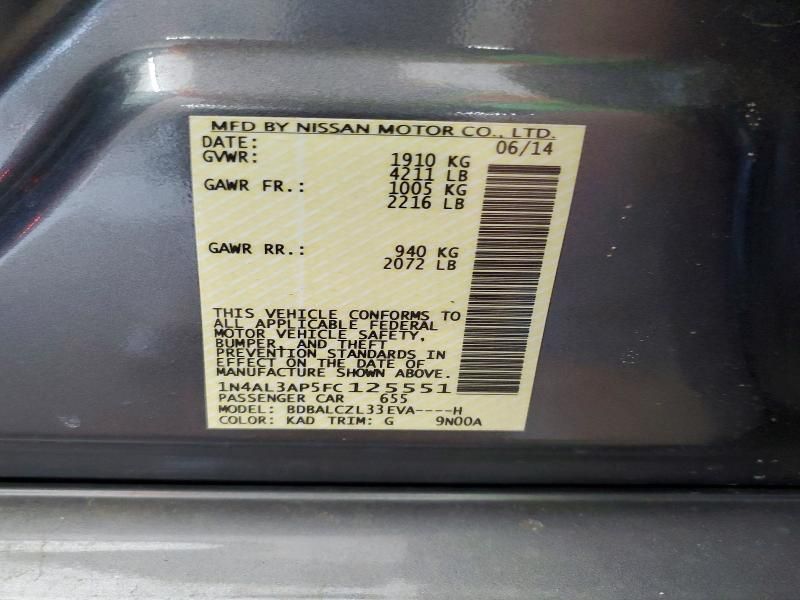 MFD BY NISSAN MOTOR CO., LTD.
DATE: 06/14
GVWR: 1910 KG
4211 LB
GAWR FR.: 1005 KG
2216 LB
GAWR RR.: 940 KG
2072 LB
THIS VEHICLE CONFORMS TO
ALL APPLICABLE FEDERAL
MOTOR VEHICLE SAFETY,
BUMPER, AND THEFT
PREVENTION STANDARDS IN
EFFECT ON THE DATE OF
MANUFACTURE SHOWN ABOVE.
1N4AL3AP5FC125551
PASSENGER CAR 655
MODEL: BDBALCZL33EVA----H
COLOR: KAD TRIM: G 9N00A